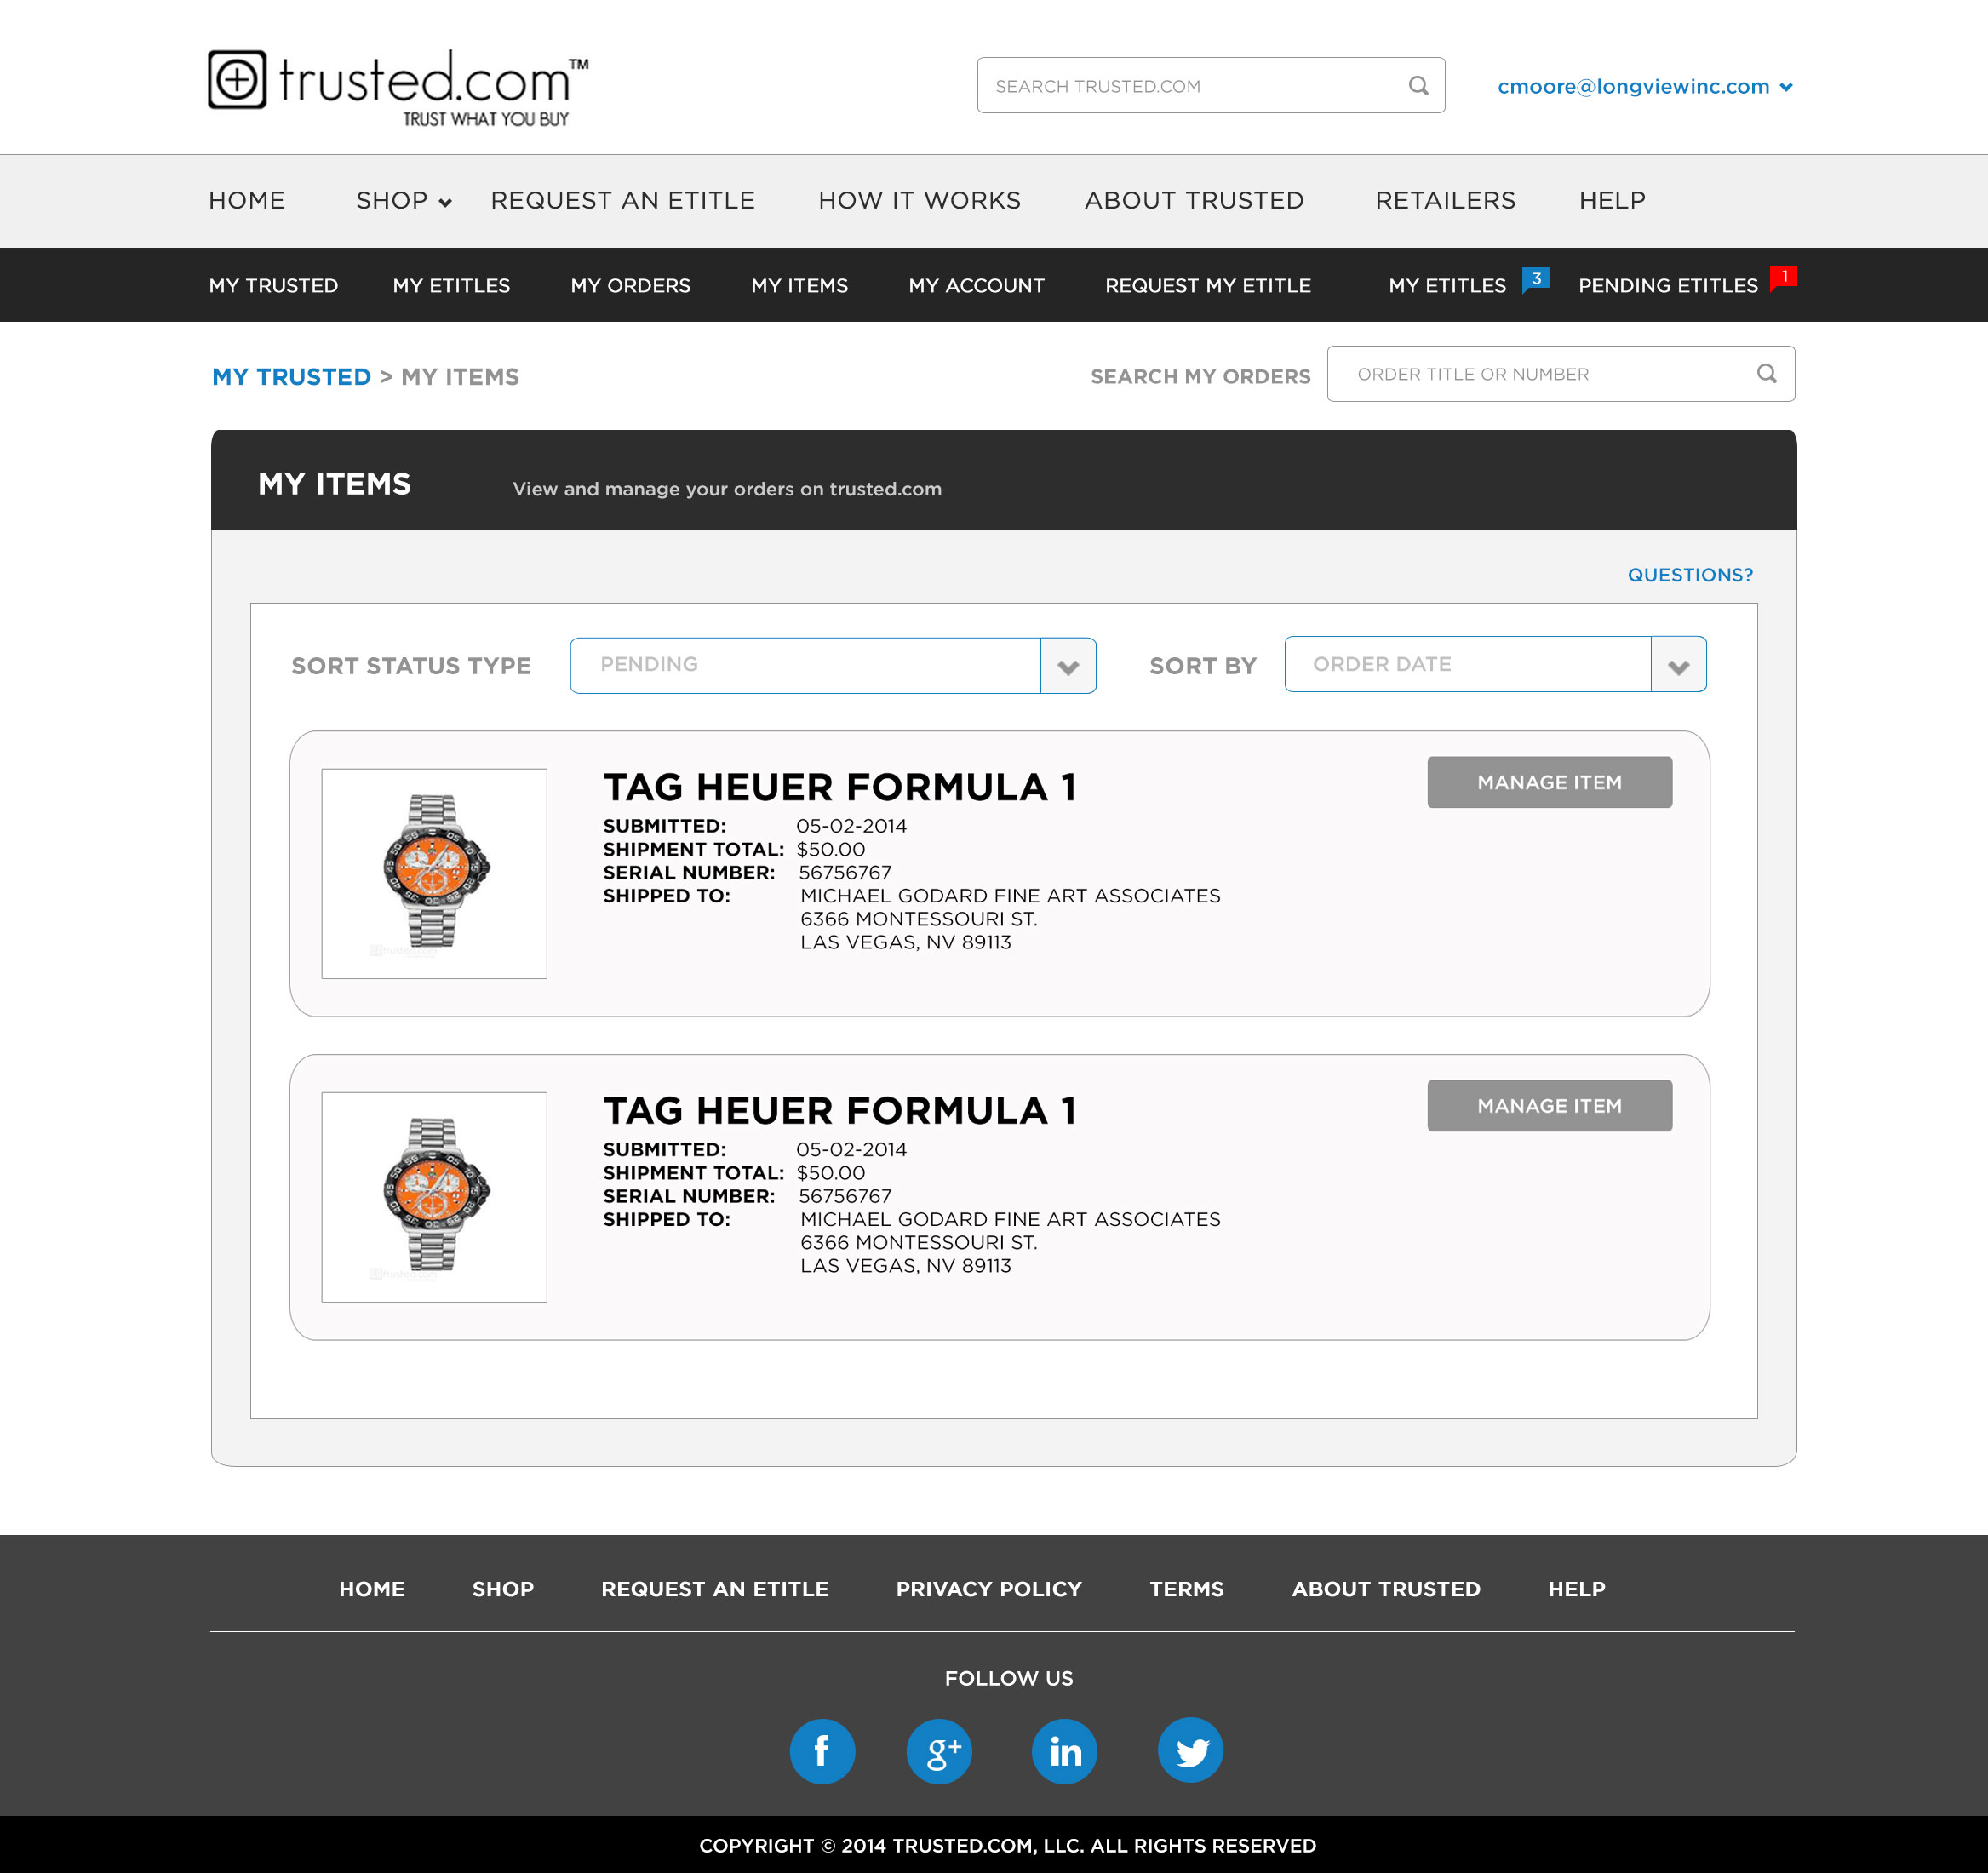 trusted.com™
TRUST WHAT YOU BUY
SEARCH TRUSTED.COM
cmoore@longviewinc.com
HOME SHOP REQUEST AN ETITLE HOW IT WORKS ABOUT TRUSTED RETAILERS HELP
MY TRUSTED MY ETITLES MY ORDERS MY ITEMS MY ACCOUNT REQUEST MY ETITLE MY ETITLES 3 PENDING ETITLES 1
MY TRUSTED > MY ITEMS
SEARCH MY ORDERS ORDER TITLE OR NUMBER
MY ITEMS View and manage your orders on trusted.com
QUESTIONS?
SORT STATUS TYPE PENDING SORT BY ORDER DATE
TAG HEUER FORMULA 1
MANAGE ITEM
SUBMITTED: 05-02-2014
SHIPMENT TOTAL: $50.00
SERIAL NUMBER: 56756767
SHIPPED TO: MICHAEL GODARD FINE ART ASSOCIATES
6366 MONTESSOURI ST.
LAS VEGAS, NV 89113
TAG HEUER FORMULA 1
MANAGE ITEM
SUBMITTED: 05-02-2014
SHIPMENT TOTAL: $50.00
SERIAL NUMBER: 56756767
SHIPPED TO: MICHAEL GODARD FINE ART ASSOCIATES
6366 MONTESSOURI ST.
LAS VEGAS, NV 89113
HOME SHOP REQUEST AN ETITLE PRIVACY POLICY TERMS ABOUT TRUSTED HELP
FOLLOW US
f g+ in
COPYRIGHT © 2014 TRUSTED.COM, LLC. ALL RIGHTS RESERVED